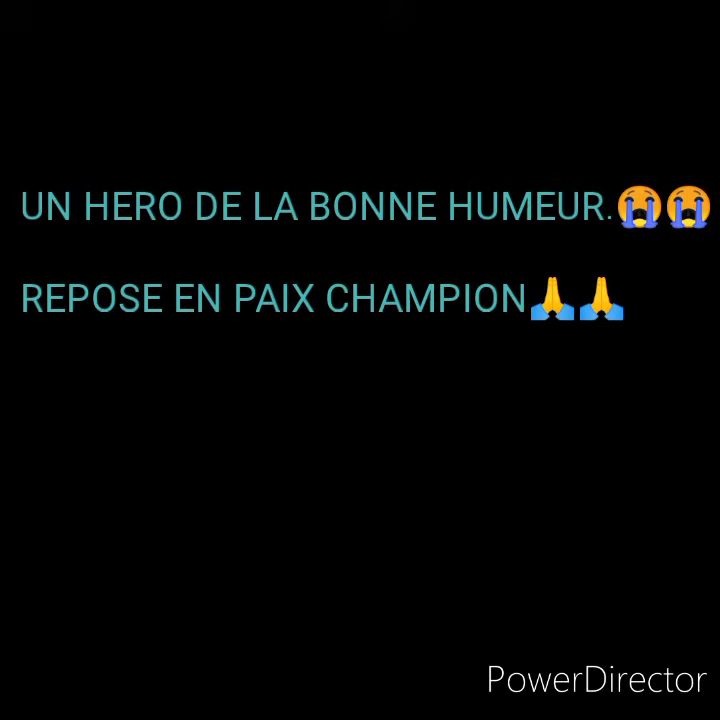 UN HERO DE LA BONNE HUMEUR.😭😭
REPOSE EN PAIX CHAMPION🙏🙏
PowerDirector